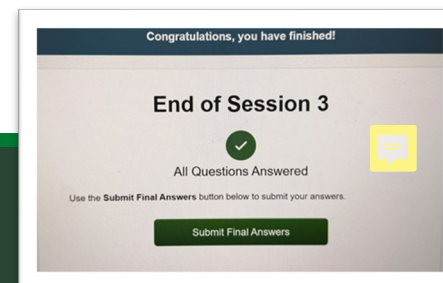 Congratulations, you have finished!
End of Session 3
All Questions Answered
Use the Submit Final Answers button below to submit your answers.
Submit Final Answers